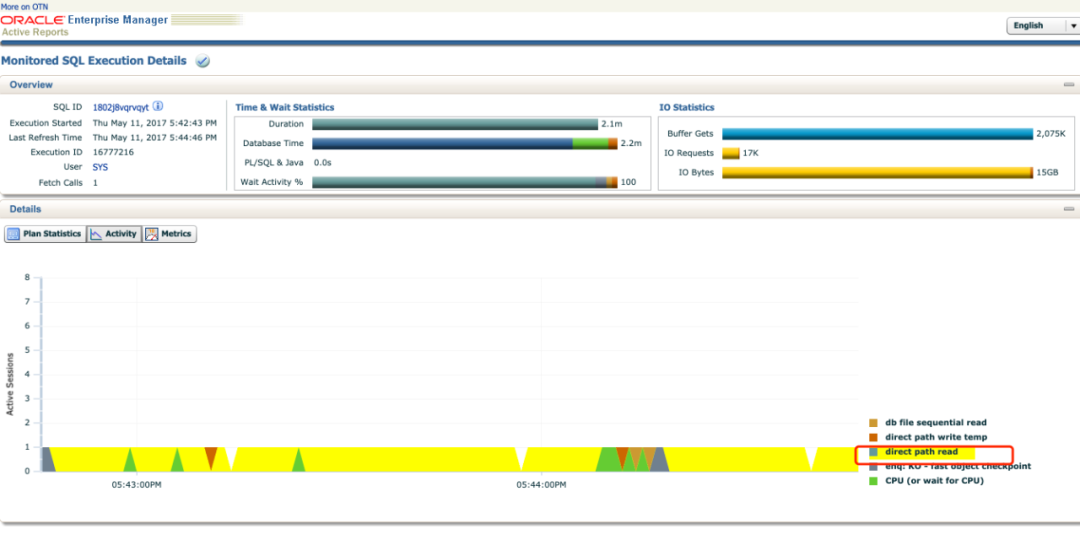 More on OTN
ORACLE Enterprise Manager
Active Reports
English
Monitored SQL Execution Details
Overview
SQL ID 1802j8vqrvqyt
Execution Started Thu May 11, 2017 5:42:43 PM
Last Refresh Time Thu May 11, 2017 5:44:46 PM
Execution ID 16777216
User SYS
Fetch Calls 1
Time & Wait Statistics
Duration 2.1m
Database Time 2.2m
PL/SQL & Java 0.0s
Wait Activity % 100
IO Statistics
Buffer Gets 2,075K
IO Requests 17K
IO Bytes 15GB
Details
Plan Statistics Activity Metrics
8
7
6
5
4
3
2
1
0
Active Sessions
05:43:00PM 05:44:00PM
db file sequential read
direct path write temp
direct path read
enq: KO - fast object checkpoint
CPU (or wait for CPU)